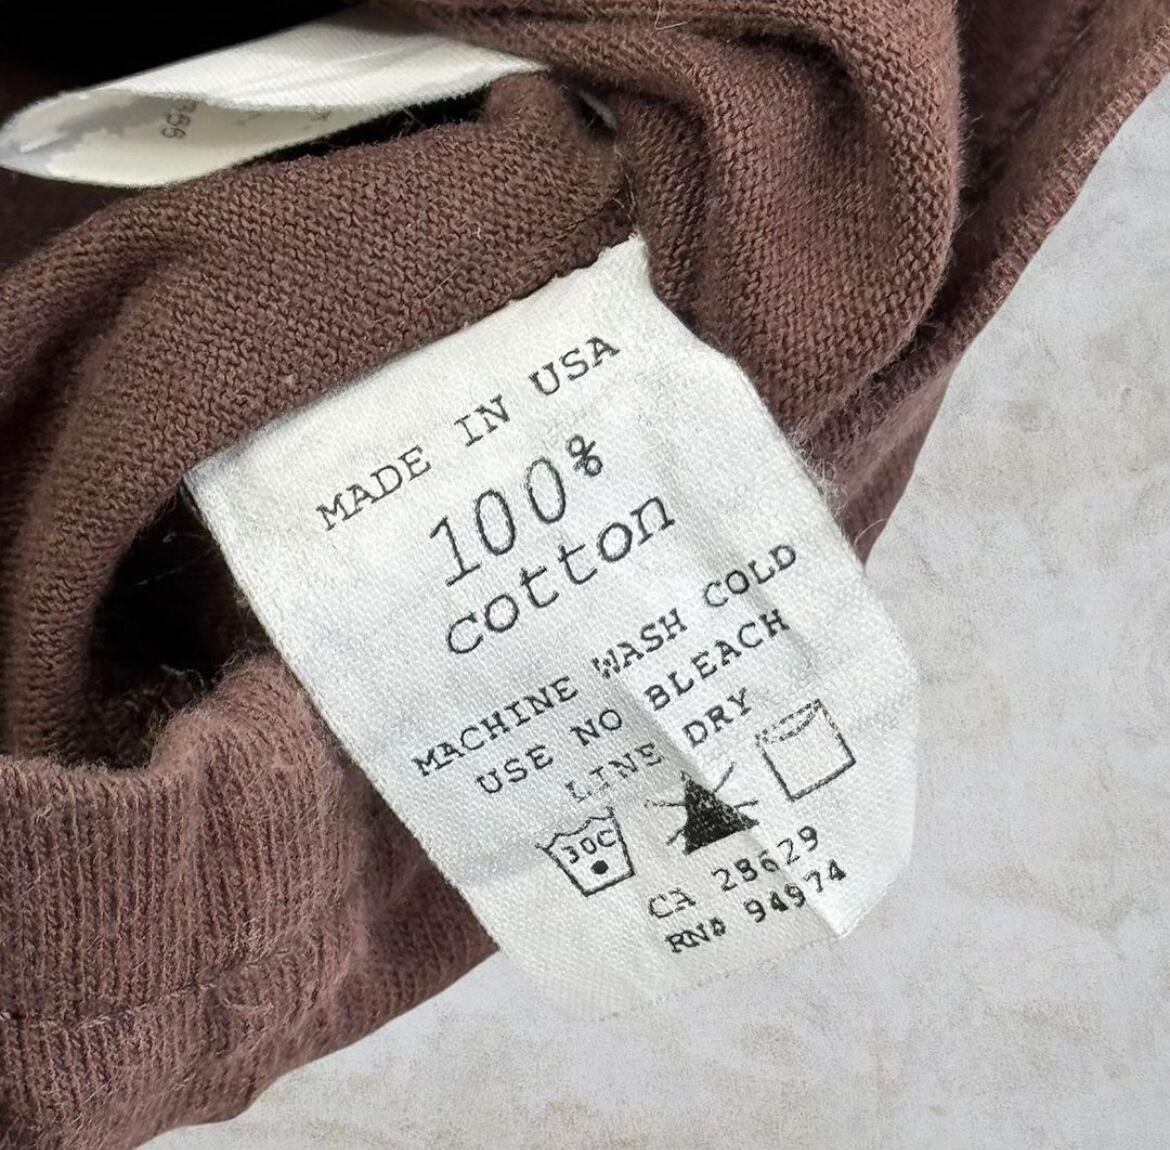 MADE IN USA
100%
cotton
MACHINE WASH COLD
USE NO BLEACH
LINE DRY
30C
CA 28629
RN# 94974